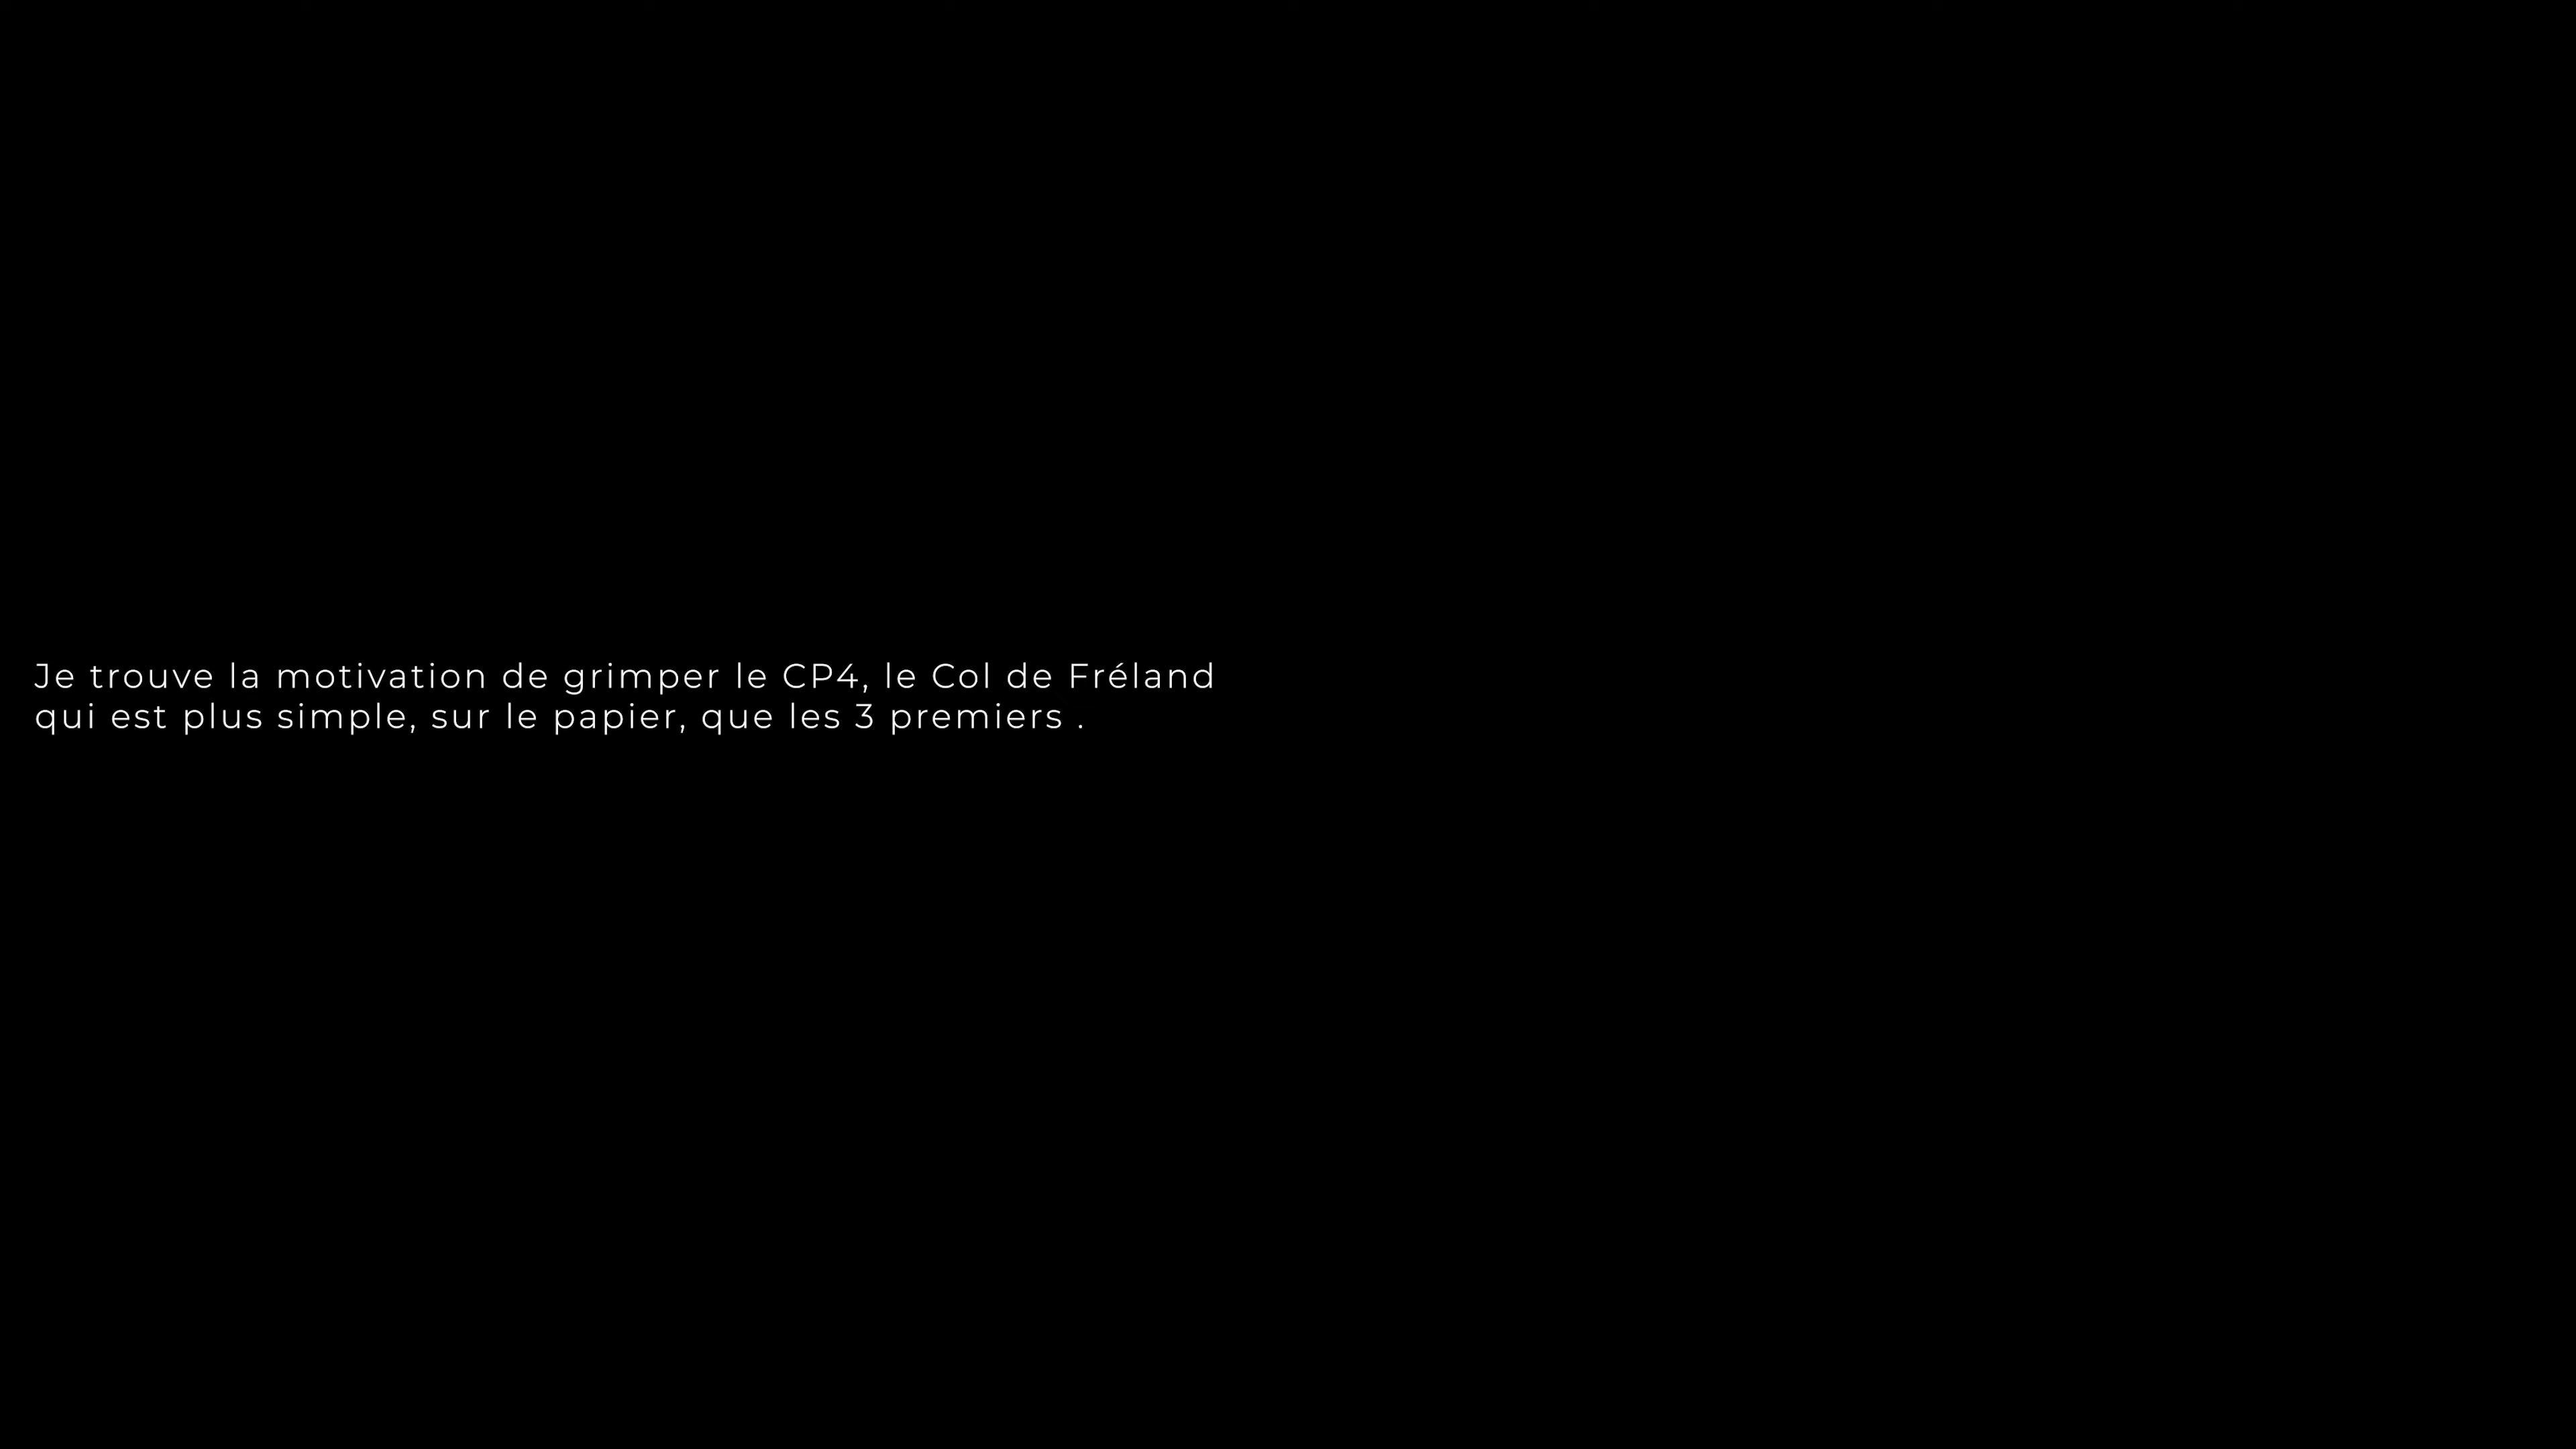 Je trouve la motivation de grimper le CP4, le Col de Fréland
qui est plus simple, sur le papier, que les 3 premiers .